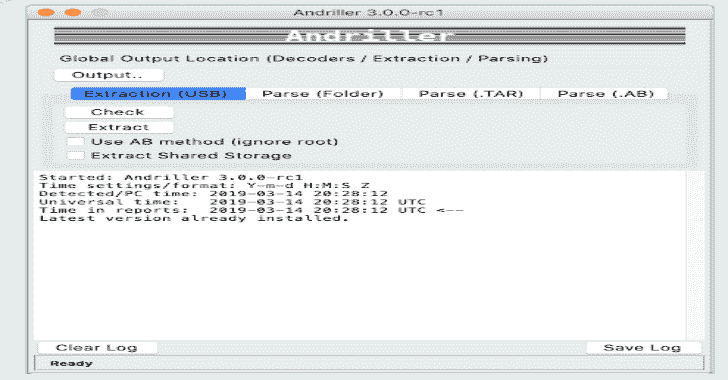 Andriller 3.0.0-rc1
Andriller
Global Output Location (Decoders / Extraction / Parsing)
Output..
Extraction (USB) Parse (Folder) Parse (.TAR) Parse (.AB)
Check
Extract
Use AB method (ignore root)
Extract Shared Storage
Started: Andriller 3.0.0-rc1
Time settings/format: Y-m-d H:M:S Z
Detected/PC time: 2019-03-14 20:28:12
Universal time: 2019-03-14 20:28:12 UTC
Time in reports: 2019-03-14 20:28:12 UTC <--
Latest version already installed.
Clear Log Save Log
Ready